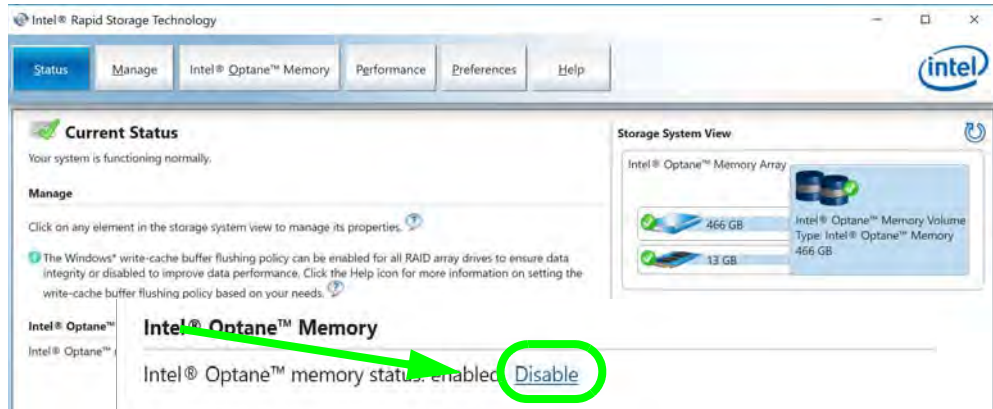 Intel® Rapid Storage Technology
Status Manage Intel® Optane™ Memory Performance Preferences Help
intel
Current Status
Your system is functioning normally.
Manage
Click on any element in the storage system view to manage its properties.
The Windows* write-cache buffer flushing policy can be enabled for all RAID array drives to ensure data
integrity or disabled to improve data performance. Click the Help icon for more information on setting the
write-cache buffer flushing policy based on your needs.
Intel® Optane™
Intel® Optane™
Storage System View
Intel® Optane™ Memory Array
466 GB
13 GB
Intel® Optane™ Memory Volume
Type: Intel® Optane™ Memory
466 GB
Intel® Optane™ Memory
Intel® Optane™ memory status: enabled Disable